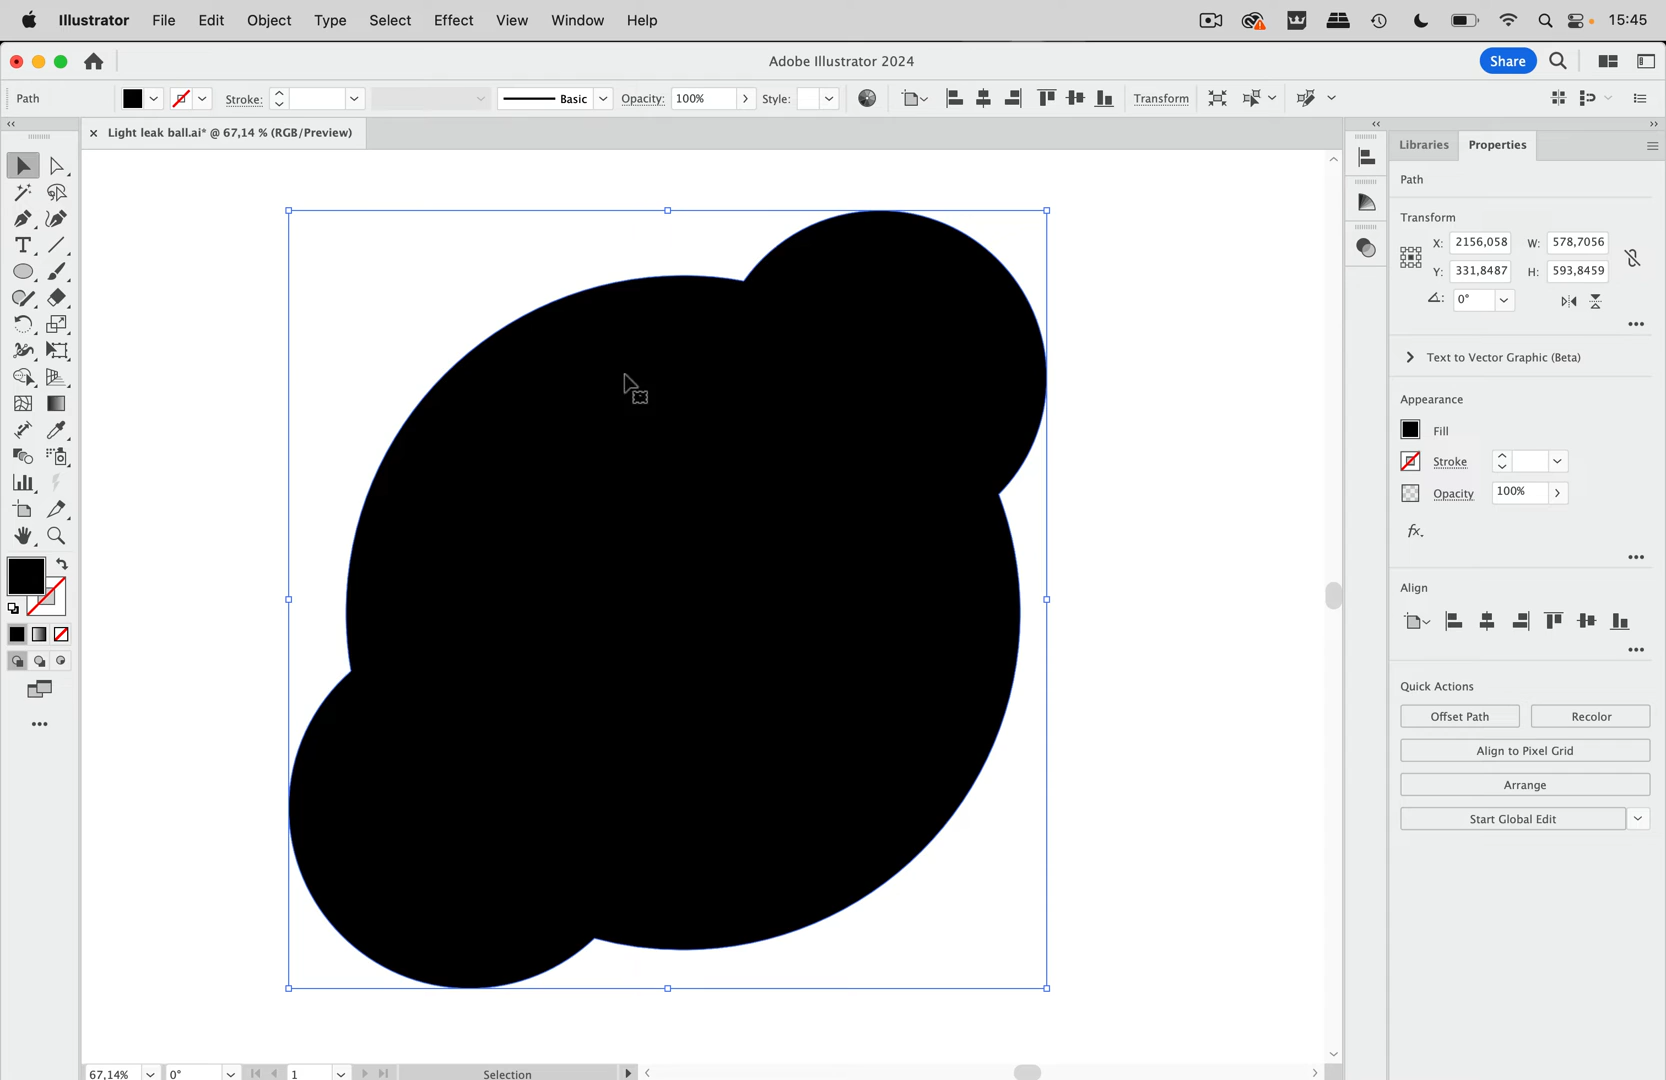 Illustrator File Edit Object Type Select Effect View Window Help 15:45
Adobe Illustrator 2024
Share
Path Stroke: Basic Opacity: 100% Style: Transform
Light leak ball.ai* @ 67,14 % (RGB/Preview)
Libraries Properties
Path
Transform
X: 2156,058 W: 578,7056
Y: 331,8487 H: 593,8459
0°
Text to Vector Graphic (Beta)
Appearance
Fill
Stroke
Opacity 100%
fx.
Align
Quick Actions
Offset Path Recolor
Align to Pixel Grid
Arrange
Start Global Edit
67,14% 0° 1 Selection